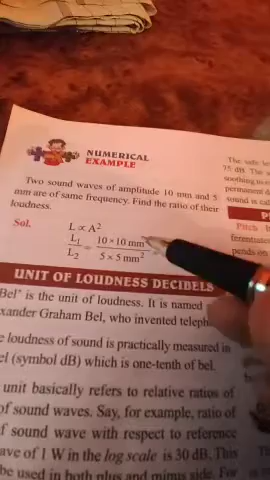 NUMERICAL
EXAMPLE
Two sound waves of amplitude 10 mm and 5
mm are of same frequency. Find the ratio of their
loudness.
Sol.
L ∝ A²
L₁/L₂ = 10 × 10 mm / 5 × 5 mm² =
UNIT OF LOUDNESS DECIBELS
Bel" is the unit of loudness. It is named
xander Graham Bel, who invented teleph
e loudness of sound is practically measured in
el (symbol dB) which is one-tenth of bel.
unit basically refers to relative ratios of
of sound waves. Say, for example, ratio of
f sound wave with respect to reference
ave of 1 W in the log scale is 30 dB. This
be used in both plus and minus side. For
The safe le
75 dB. The s
soothing to
permanent d
sound is cal
Pitch
ferentiate
pends on